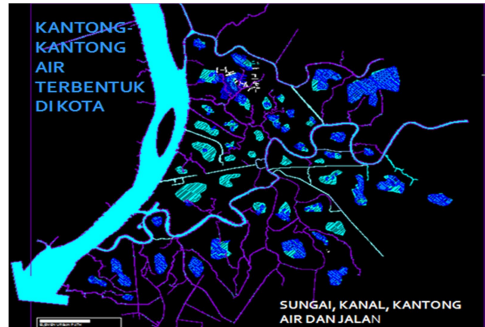 KANTONG-
KANTONG
AIR
TERBENTUK
DI KOTA
SUNGAI, KANAL, KANTONG
AIR DAN JALAN